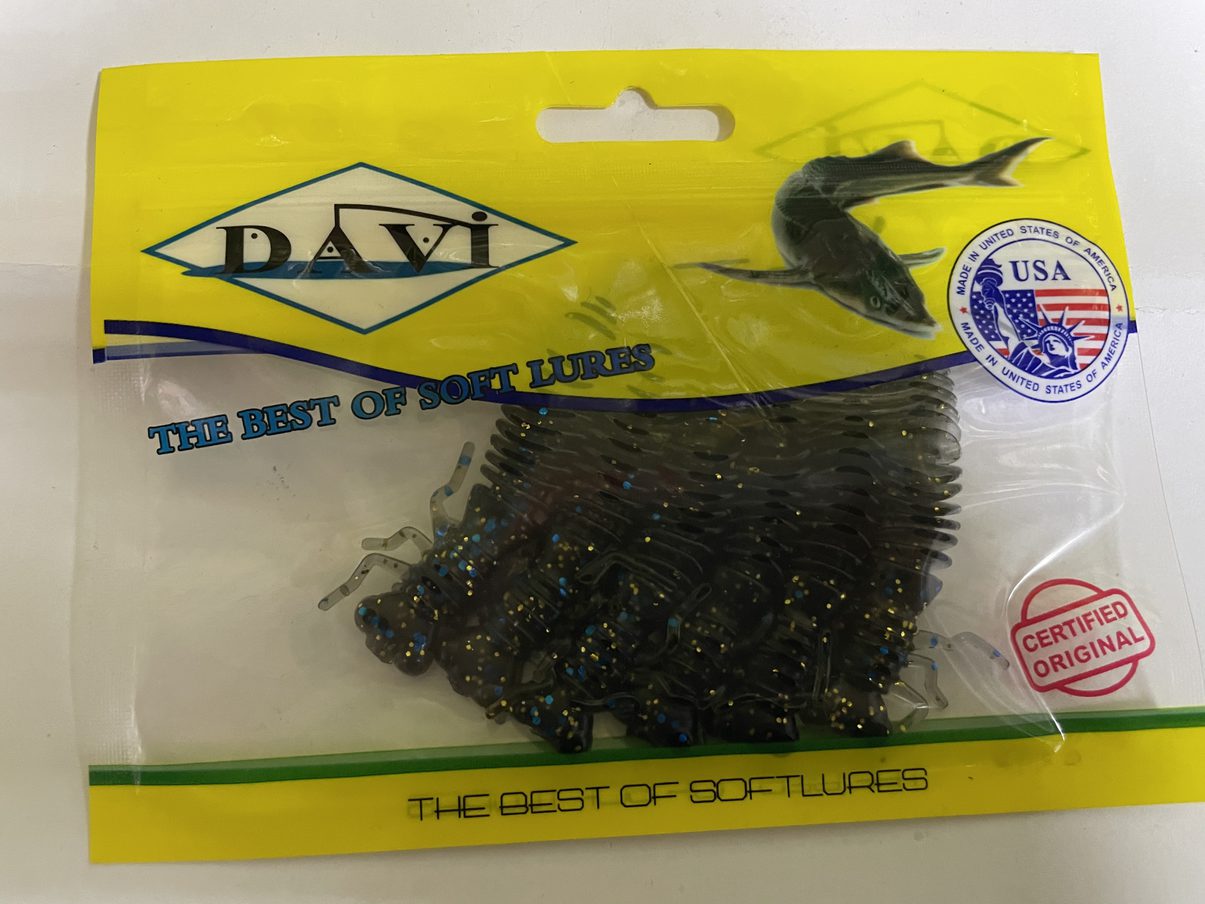 DAVi
THE BEST OF SOFT LURES
MADE IN UNITED STATES OF AMERICA
USA
MADE IN UNITED STATES OF AMERICA
CERTIFIED
ORIGINAL
THE BEST OF SOFTLURES